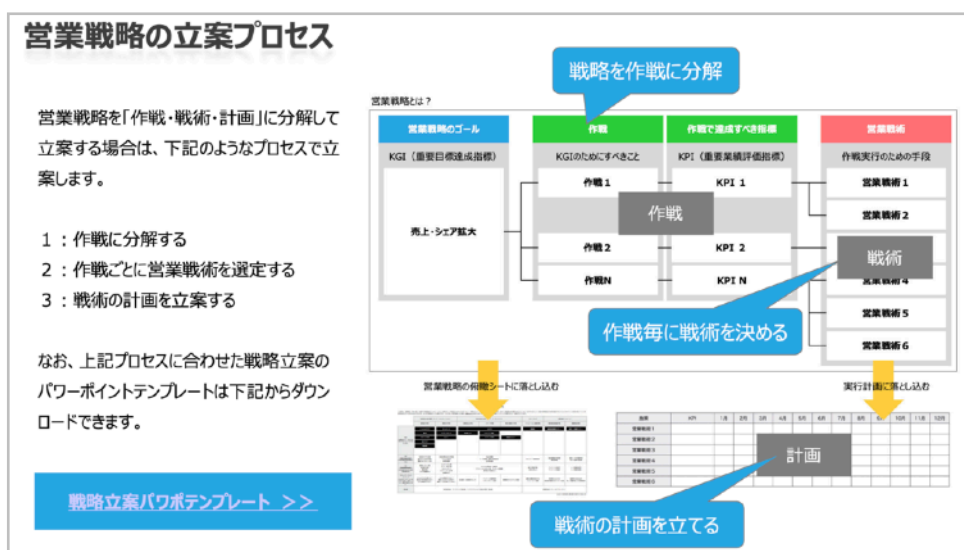 営業戦略の立案プロセス
営業戦略を「作戦・戦術・計画」に分解して
立案する場合は、下記のようなプロセスで立
案します。
1：作戦に分解する
2：作戦ごとに営業戦術を選定する
3：戦術の計画を立案する
なお、上記プロセスに合わせた戦略立案の
パワーポイントテンプレートは下記からダウン
ロードできます。
戦略立案パワポテンプレート >>
戦略を作戦に分解
営業戦略とは？
営業戦略のゴール 作戦 作戦で達成すべき指標 営業戦術
KGI（重要目標達成指標） KGIのためにすべきこと KPI（重要業績評価指標） 作戦実行のための手段
作戦1 KPI 1 営業戦術1
作戦 営業戦術2
売上・シェア拡大
作戦2 KPI 2 戦術
作戦N KPI N 営業戦術4
作戦毎に戦術を決める 営業戦術5
営業戦術6
営業戦略の俯瞰シートに落とし込む 実行計画に落とし込む
施策 KPI 1月 2月 3月 4月 5月 6月 7月 8月 10月 11月 12月
営業戦術1
営業戦術2
営業戦術3
営業戦術4
営業戦術5
営業戦術6
計画
戦術の計画を立てる